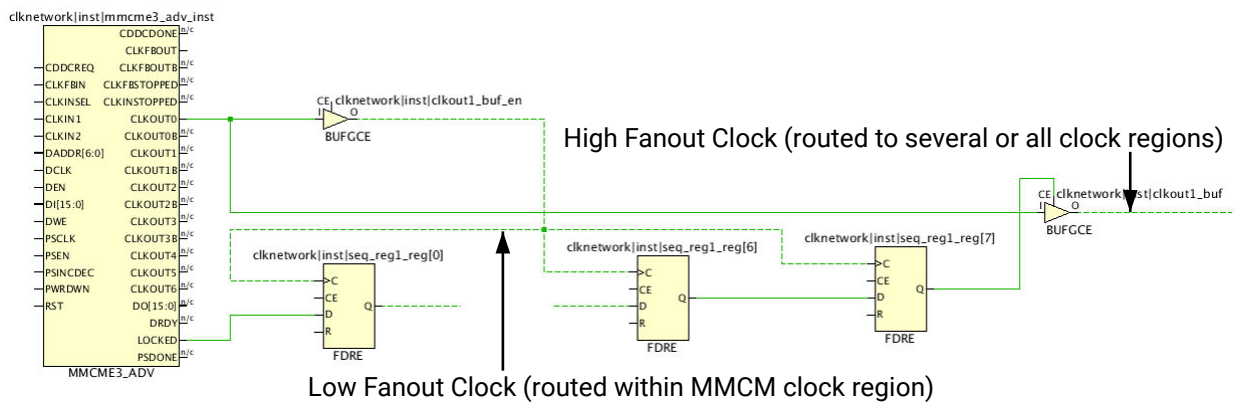 clknetwork|inst|mmcme3_adv_inst
CDDCDONE n/c
CLKFBOUT
CDDCREQ CLKFBOUTB n/c
CLKFBIN CLKFBSTOPPED n/c
CLKINSEL CLKINSTOPPED n/c
CLKIN1 CLKOUT0
CLKIN2 CLKOUT0B n/c
DADDR[6:0] CLKOUT1 n/c
DCLK CLKOUT1B n/c
DEN CLKOUT2 n/c
DI[15:0] CLKOUT2B n/c
DWE CLKOUT3 n/c
PSCLK CLKOUT3B n/c
PSEN CLKOUT4 n/c
PSINCDEC CLKOUT5 n/c
PWRDWN CLKOUT6 n/c
RST DO[15:0] n/c
DRDY n/c
LOCKED
PSDONE n/c
MMCME3_ADV
CE clknetwork|inst|clkout1_buf_en
I O
BUFGCE
High Fanout Clock (routed to several or all clock regions)
CE clknetwork|inst|clkout1_buf
I O
BUFGCE
clknetwork|inst|seq_reg1_reg[0]
C
CE
D Q
R
FDRE
clknetwork|inst|seq_reg1_reg[6]
C
CE
D Q
R
FDRE
clknetwork|inst|seq_reg1_reg[7]
C
CE
D Q
R
FDRE
Low Fanout Clock (routed within MMCM clock region)